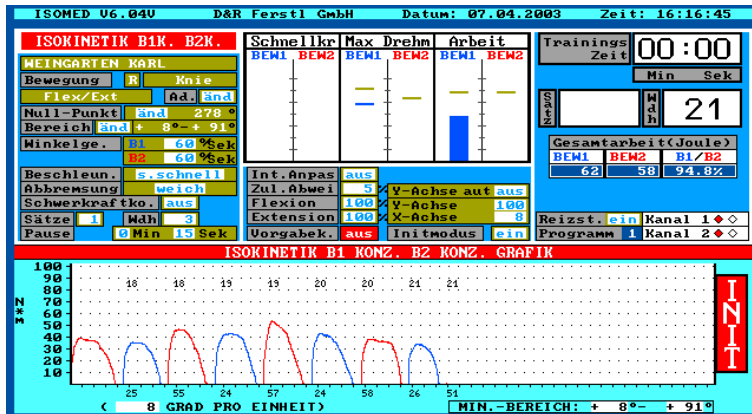 ISOMED V6.04V D&R Ferstl GmbH Datum: 07.04.2003 Zeit: 16:16:45
ISOKINETIK B1K. B2K.
WEINGARTEN KARL
Bewegung R Knie
Flex/Ext Ad. änd
Null-Punkt änd 278 °
Bereich änd + 8°- + 91°
Winkelge. B1 60 °/Sek
B2 60 °/Sek
Beschleun. s.schnell
Abbremsung weich
Schwerkraftko. aus
Sätze 1 Wdh 3
Pause 0 Min 15 Sek
Schnellkr Max Drehm Arbeit
BEW1 BEW2 BEW1 BEW2 BEW1 BEW2
Int.Anpas aus
Zul.Abwei 5 % Y-Achse aut aus
Flexion 100 % Y-Achse 100
Extension 100 % X-Achse 8
Vorgabek. aus Initmodus ein
Trainings Zeit 00:00
Min Sek
Satz Wdh 21
Gesamtarbeit(Joule)
BEW1 BEW2 B1/B2
62 58 94.8%
Reizst. ein Kanal 1
Programm 1 Kanal 2
ISOKINETIK B1 KONZ. B2 KONZ. GRAFIK
100
90
80
70
60
50
40
30
20
10
N*m
18 18 19 19 20 20 21 21
25 55 24 57 24 58 26 51
INIT
( 8 GRAD PRO EINHEIT) MIN.-BEREICH: + 8°- + 91°